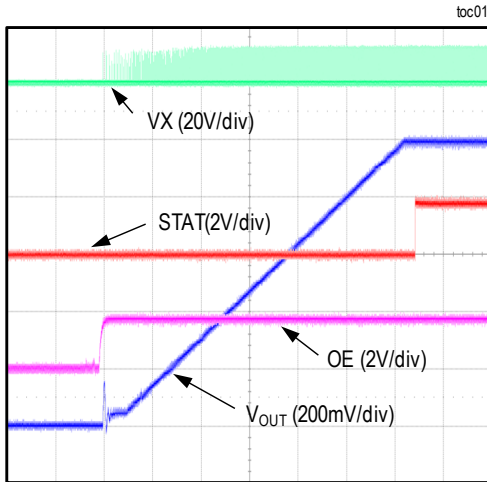 toc01
VX (20V/div)
STAT(2V/div)
OE (2V/div)
VOUT (200mV/div)